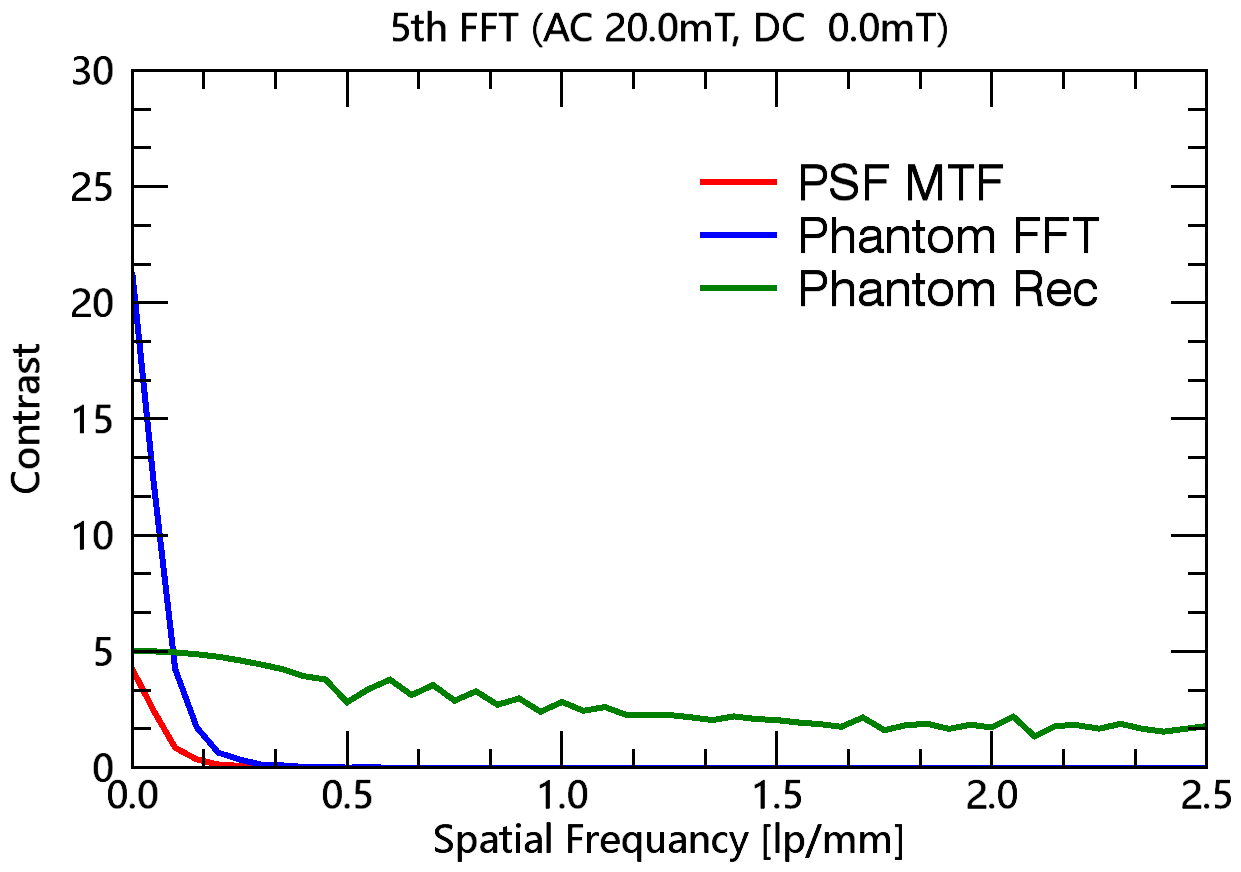 5th FFT (AC 20.0mT, DC  0.0mT)
30
25
20
15
10
5
0
Contrast
PSF MTF
Phantom FFT
Phantom Rec
0.0 0.5 1.0 1.5 2.0 2.5
Spatial Frequancy [lp/mm]